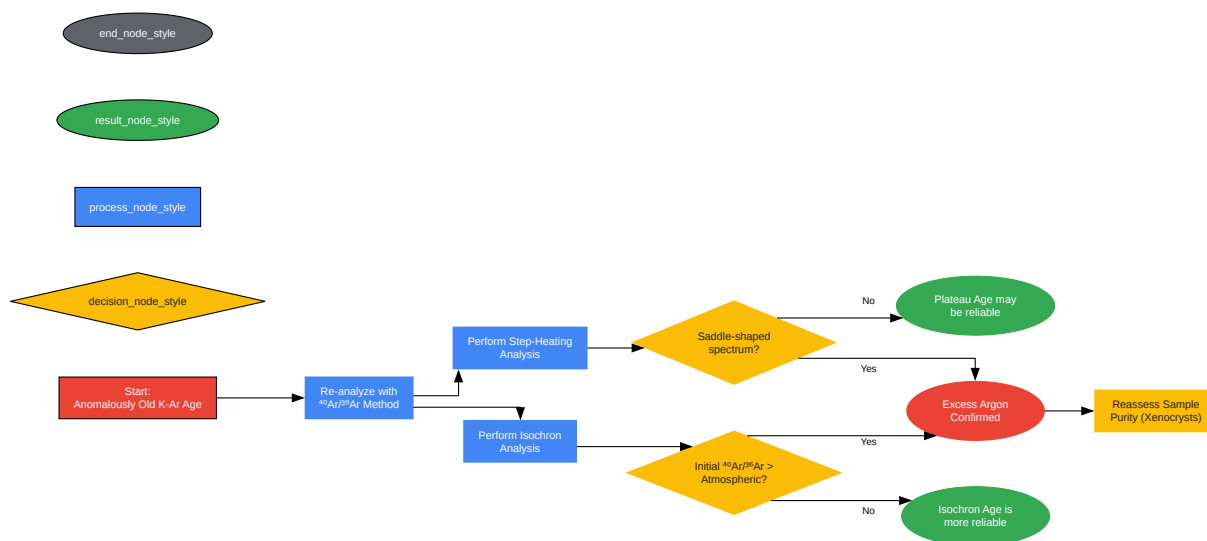 end_node_style
result_node_style
process_node_style
decision_node_style
Start:
Anomalously Old K-Ar Age
Re-analyze with
⁴⁰Ar/³⁹Ar Method
Perform Step-Heating
Analysis
Perform Isochron
Analysis
Saddle-shaped
spectrum?
Initial ⁴⁰Ar/³⁶Ar >
Atmospheric?
No
Yes
Yes
No
Plateau Age may
be reliable
Excess Argon
Confirmed
Isochron Age is
more reliable
Reassess Sample
Purity (Xenocrysts)